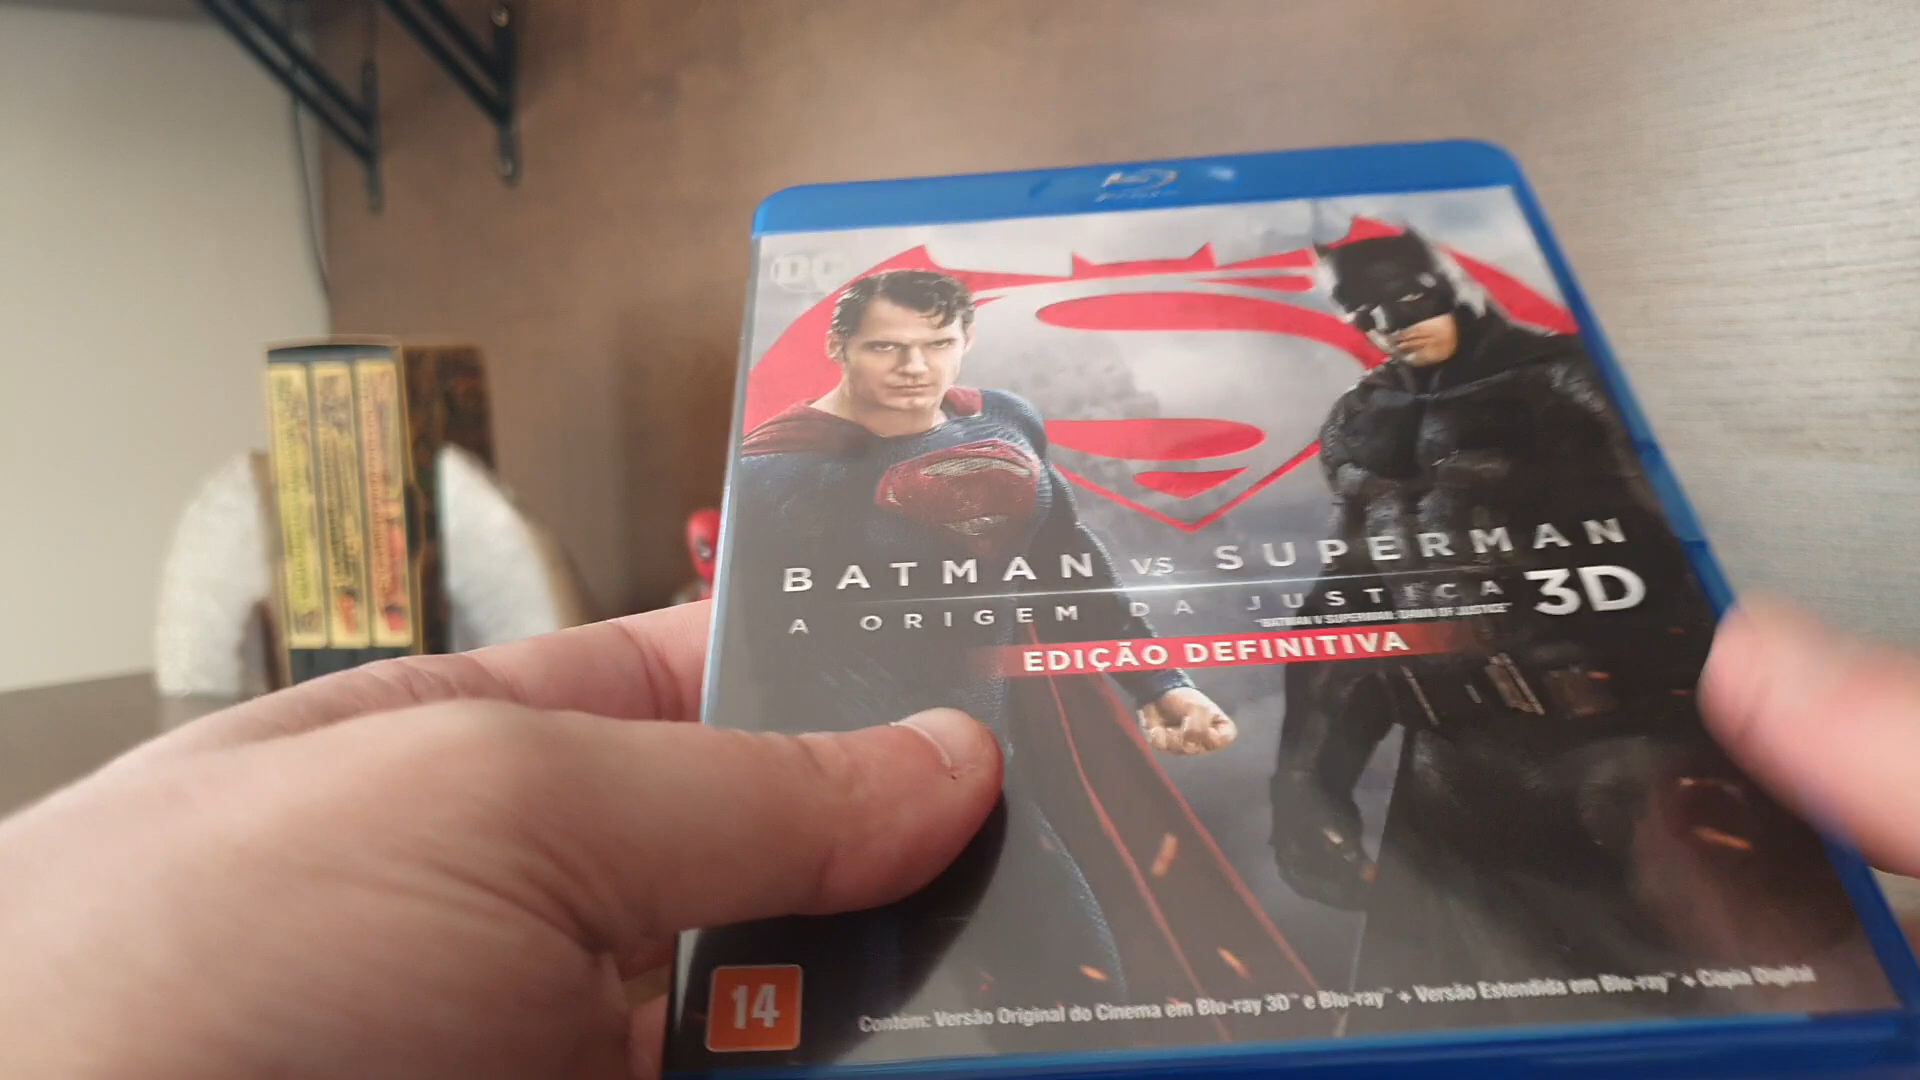 DC
BATMAN VS SUPERMAN
A ORIGEM DA JUSTIÇA 3D
"BATMAN V SUPERMAN: DAWN OF JUSTICE"
EDIÇÃO DEFINITIVA
14
Contém: Versão Original do Cinema em Blu-ray 3D™ e Blu-ray™ + Versão Estendida em Blu-ray™ + Cópia Digital